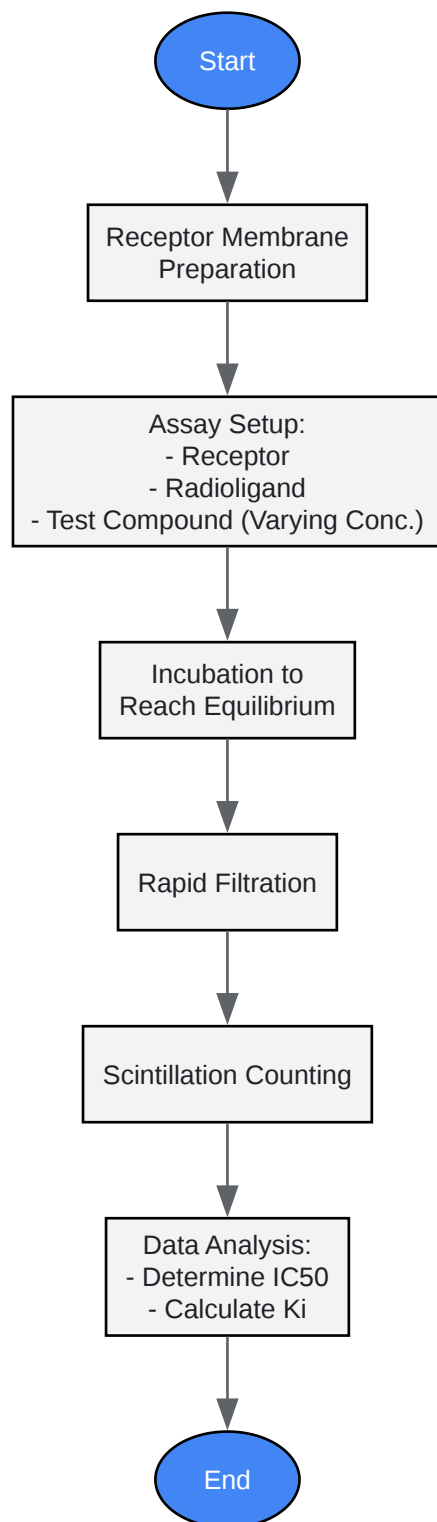 Start
Receptor Membrane
Preparation
Assay Setup:
- Receptor
- Radioligand
- Test Compound (Varying Conc.)
Incubation to
Reach Equilibrium
Rapid Filtration
Scintillation Counting
Data Analysis:
- Determine IC50
- Calculate Ki
End